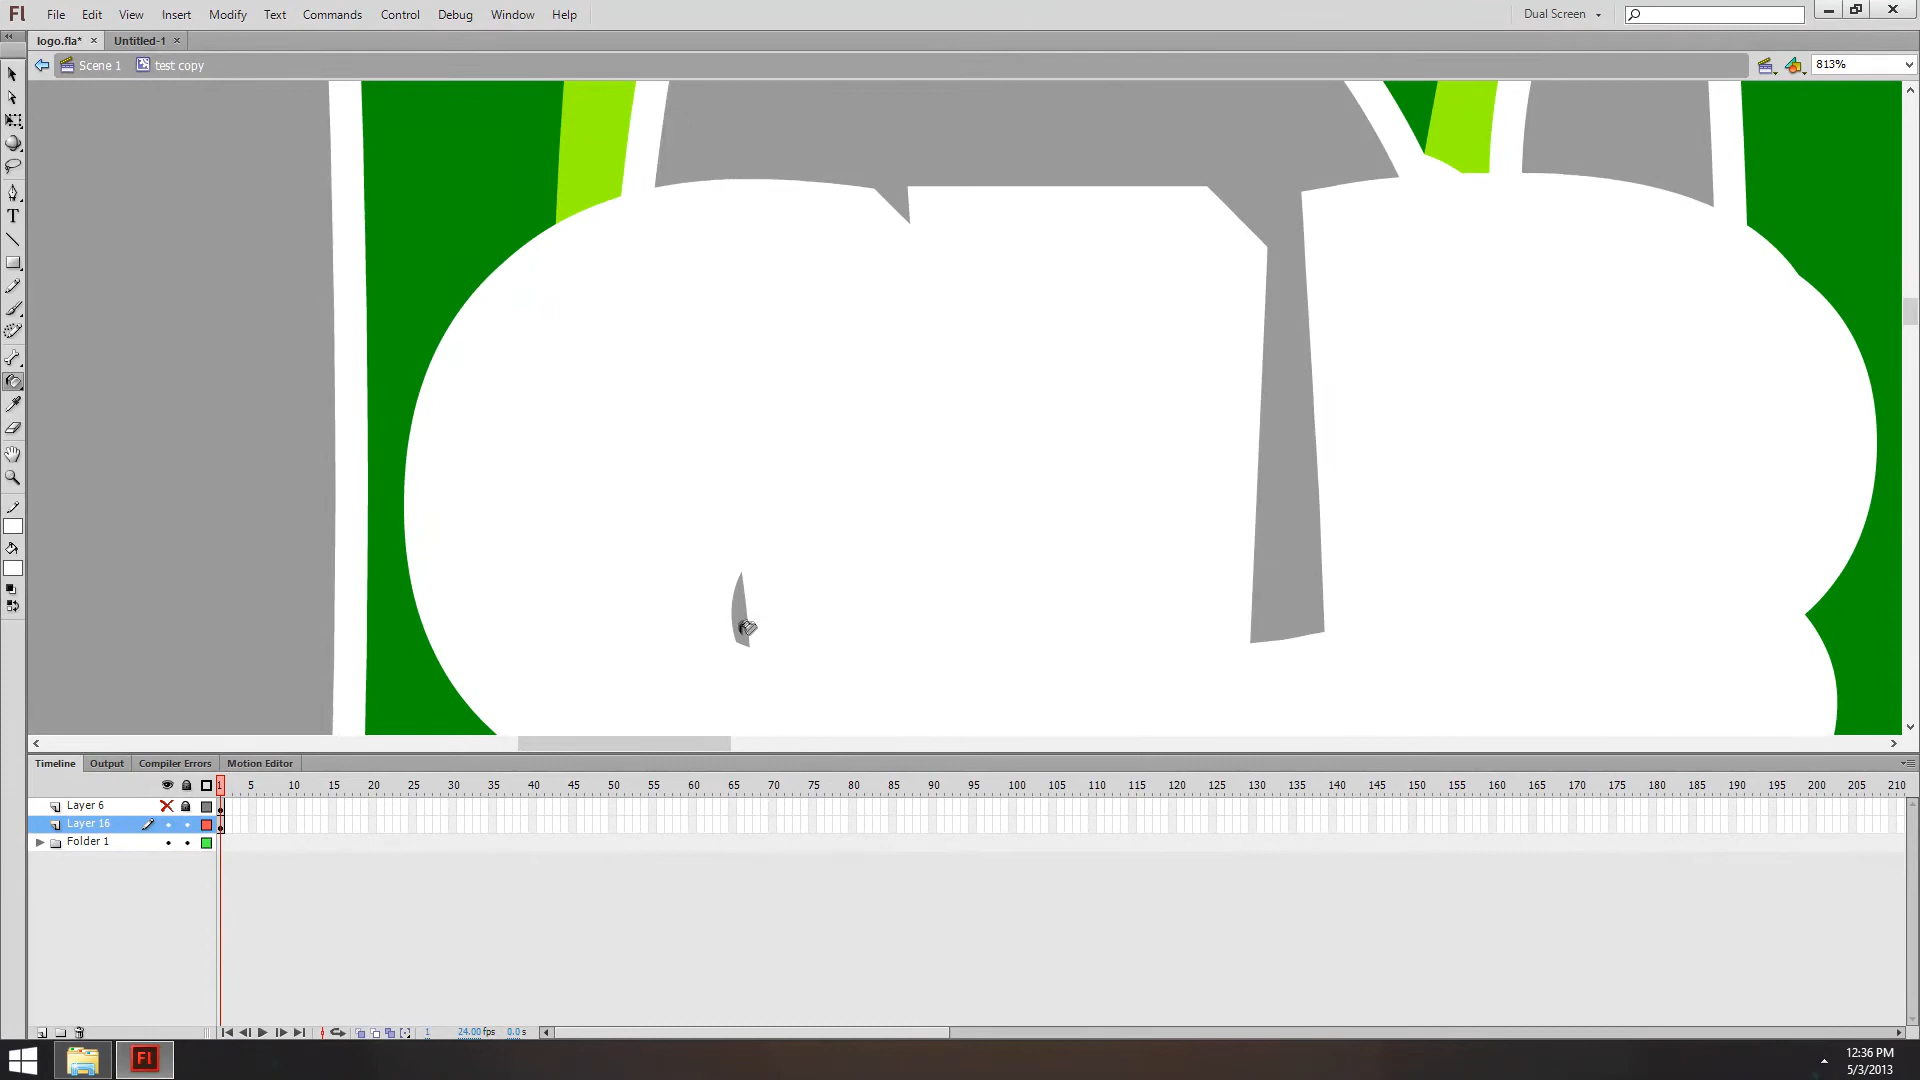 Fl File Edit View Insert Modify Text Commands Control Debug Window Help Dual Screen
logo.fla* × Untitled-1 ×
Scene 1 test copy 813%
T
Timeline Output Compiler Errors Motion Editor
1 5 10 15 20 25 30 35 40 45 50 55 60 65 70 75 80 85 90 95 100 105 110 115 120 125 130 135 140 145 150 155 160 165 170 175 180 185 190 195 200 205 210
Layer 6
Layer 16
Folder 1
1 24.00 fps 0.0 s
Fl 12:36 PM
5/3/2013